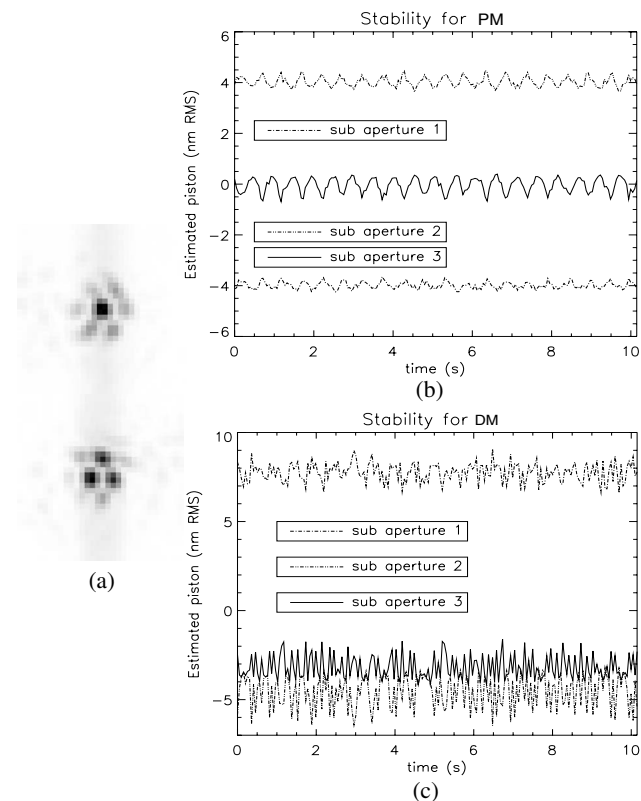 Stability for PM
Estimated piston (nm RMS)
6
4
2
0
−2
−4
−6
sub aperture 1
sub aperture 2
sub aperture 3
0 2 4 6 8 10
time (s)
(b)
(a)
Stability for DM
Estimated piston (nm RMS)
10
5
0
−5
sub aperture 1
sub aperture 2
sub aperture 3
0 2 4 6 8 10
time (s)
(c)